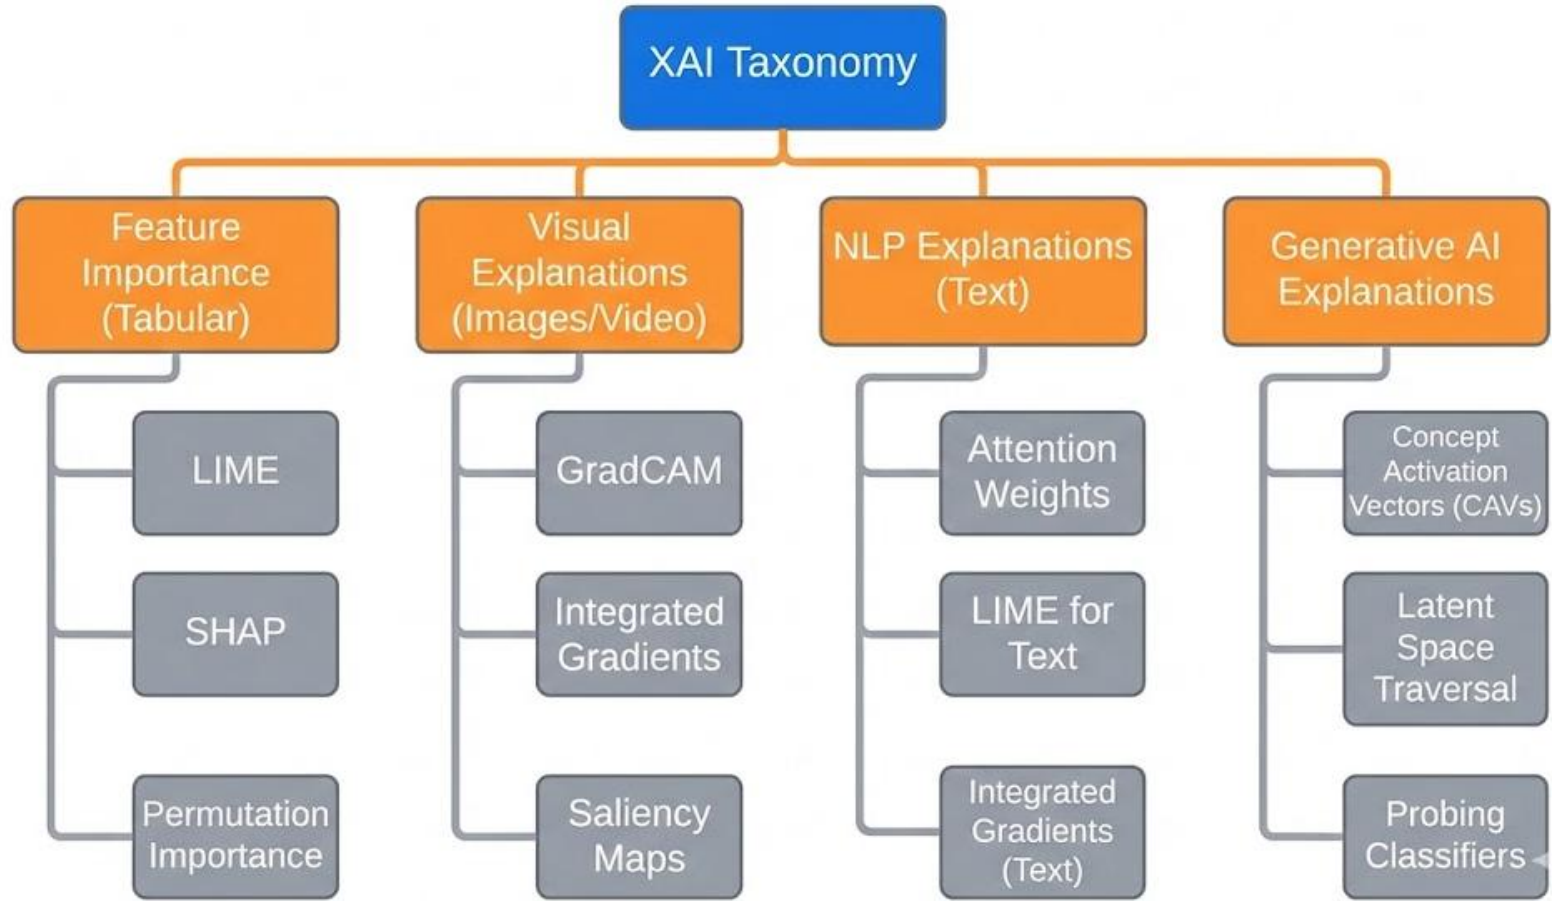 XAI Taxonomy
Feature
Importance
(Tabular)
LIME
SHAP
Permutation
Importance
Visual
Explanations
(Images/Video)
GradCAM
Integrated
Gradients
Saliency
Maps
NLP Explanations
(Text)
Attention
Weights
LIME for
Text
Integrated
Gradients
(Text)
Generative AI
Explanations
Concept
Activation
Vectors (CAVs)
Latent
Space
Traversal
Probing
Classifiers